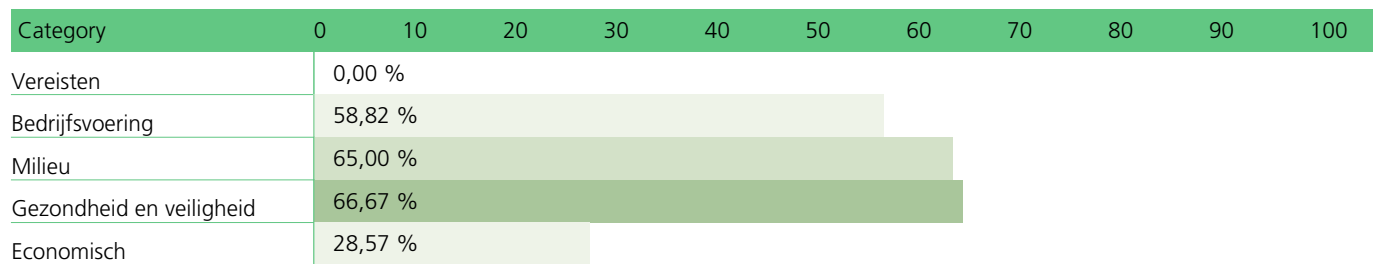 Category 0 10 20 30 40 50 60 70 80 90 100
Vereisten 0,00 %
Bedrijfsvoering 58,82 %
Milieu 65,00 %
Gezondheid en veiligheid 66,67 %
Economisch 28,57 %